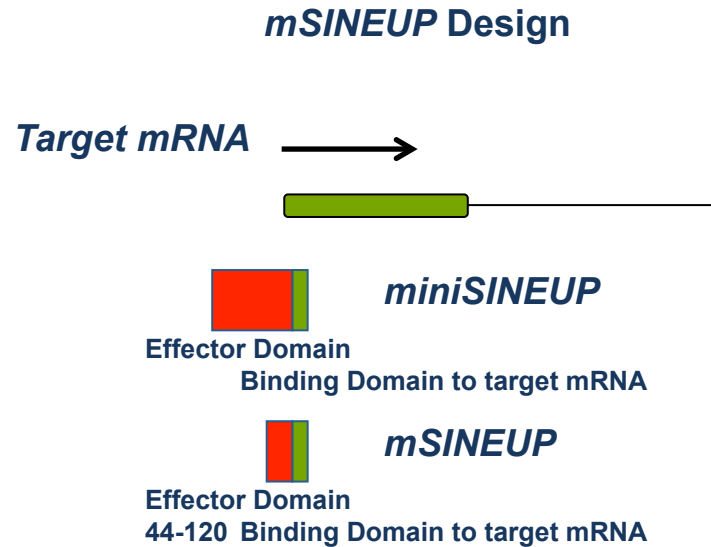 mSINEUP Design
Target mRNA
miniSINEUP
Effector Domain
Binding Domain to target mRNA
mSINEUP
Effector Domain
44-120 Binding Domain to target mRNA